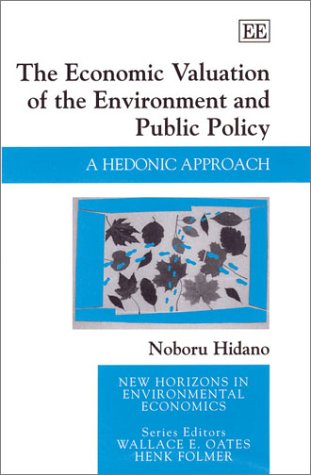 EE
The Economic Valuation
of the Environment and
Public Policy
A HEDONIC APPROACH
Noboru Hidano
NEW HORIZONS IN
ENVIRONMENTAL
ECONOMICS
Series Editors
WALLACE E. OATES
HENK FOLMER